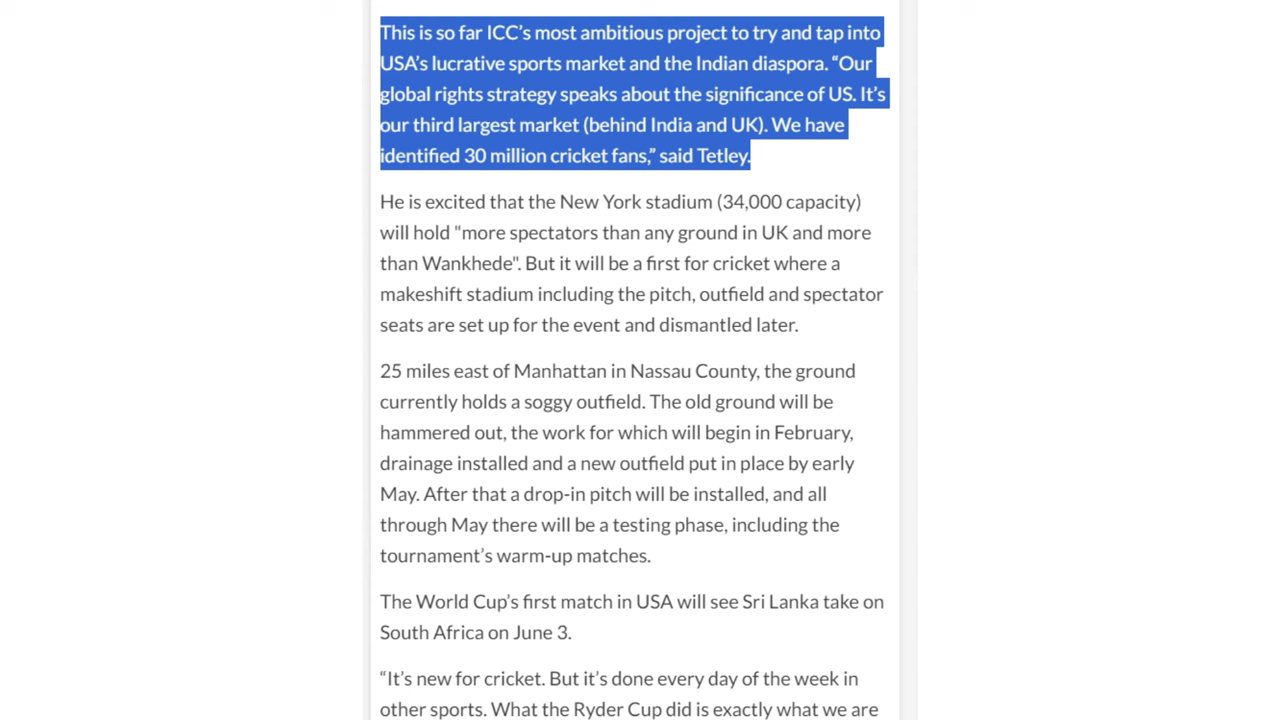 This is so far ICC’s most ambitious project to try and tap into
USA’s lucrative sports market and the Indian diaspora. “Our
global rights strategy speaks about the significance of US. It’s
our third largest market (behind India and UK). We have
identified 30 million cricket fans,” said Tetley.
He is excited that the New York stadium (34,000 capacity)
will hold "more spectators than any ground in UK and more
than Wankhede". But it will be a first for cricket where a
makeshift stadium including the pitch, outfield and spectator
seats are set up for the event and dismantled later.
25 miles east of Manhattan in Nassau County, the ground
currently holds a soggy outfield. The old ground will be
hammered out, the work for which will begin in February,
drainage installed and a new outfield put in place by early
May. After that a drop-in pitch will be installed, and all
through May there will be a testing phase, including the
tournament’s warm-up matches.
The World Cup’s first match in USA will see Sri Lanka take on
South Africa on June 3.
“It’s new for cricket. But it’s done every day of the week in
other sports. What the Ryder Cup did is exactly what we are